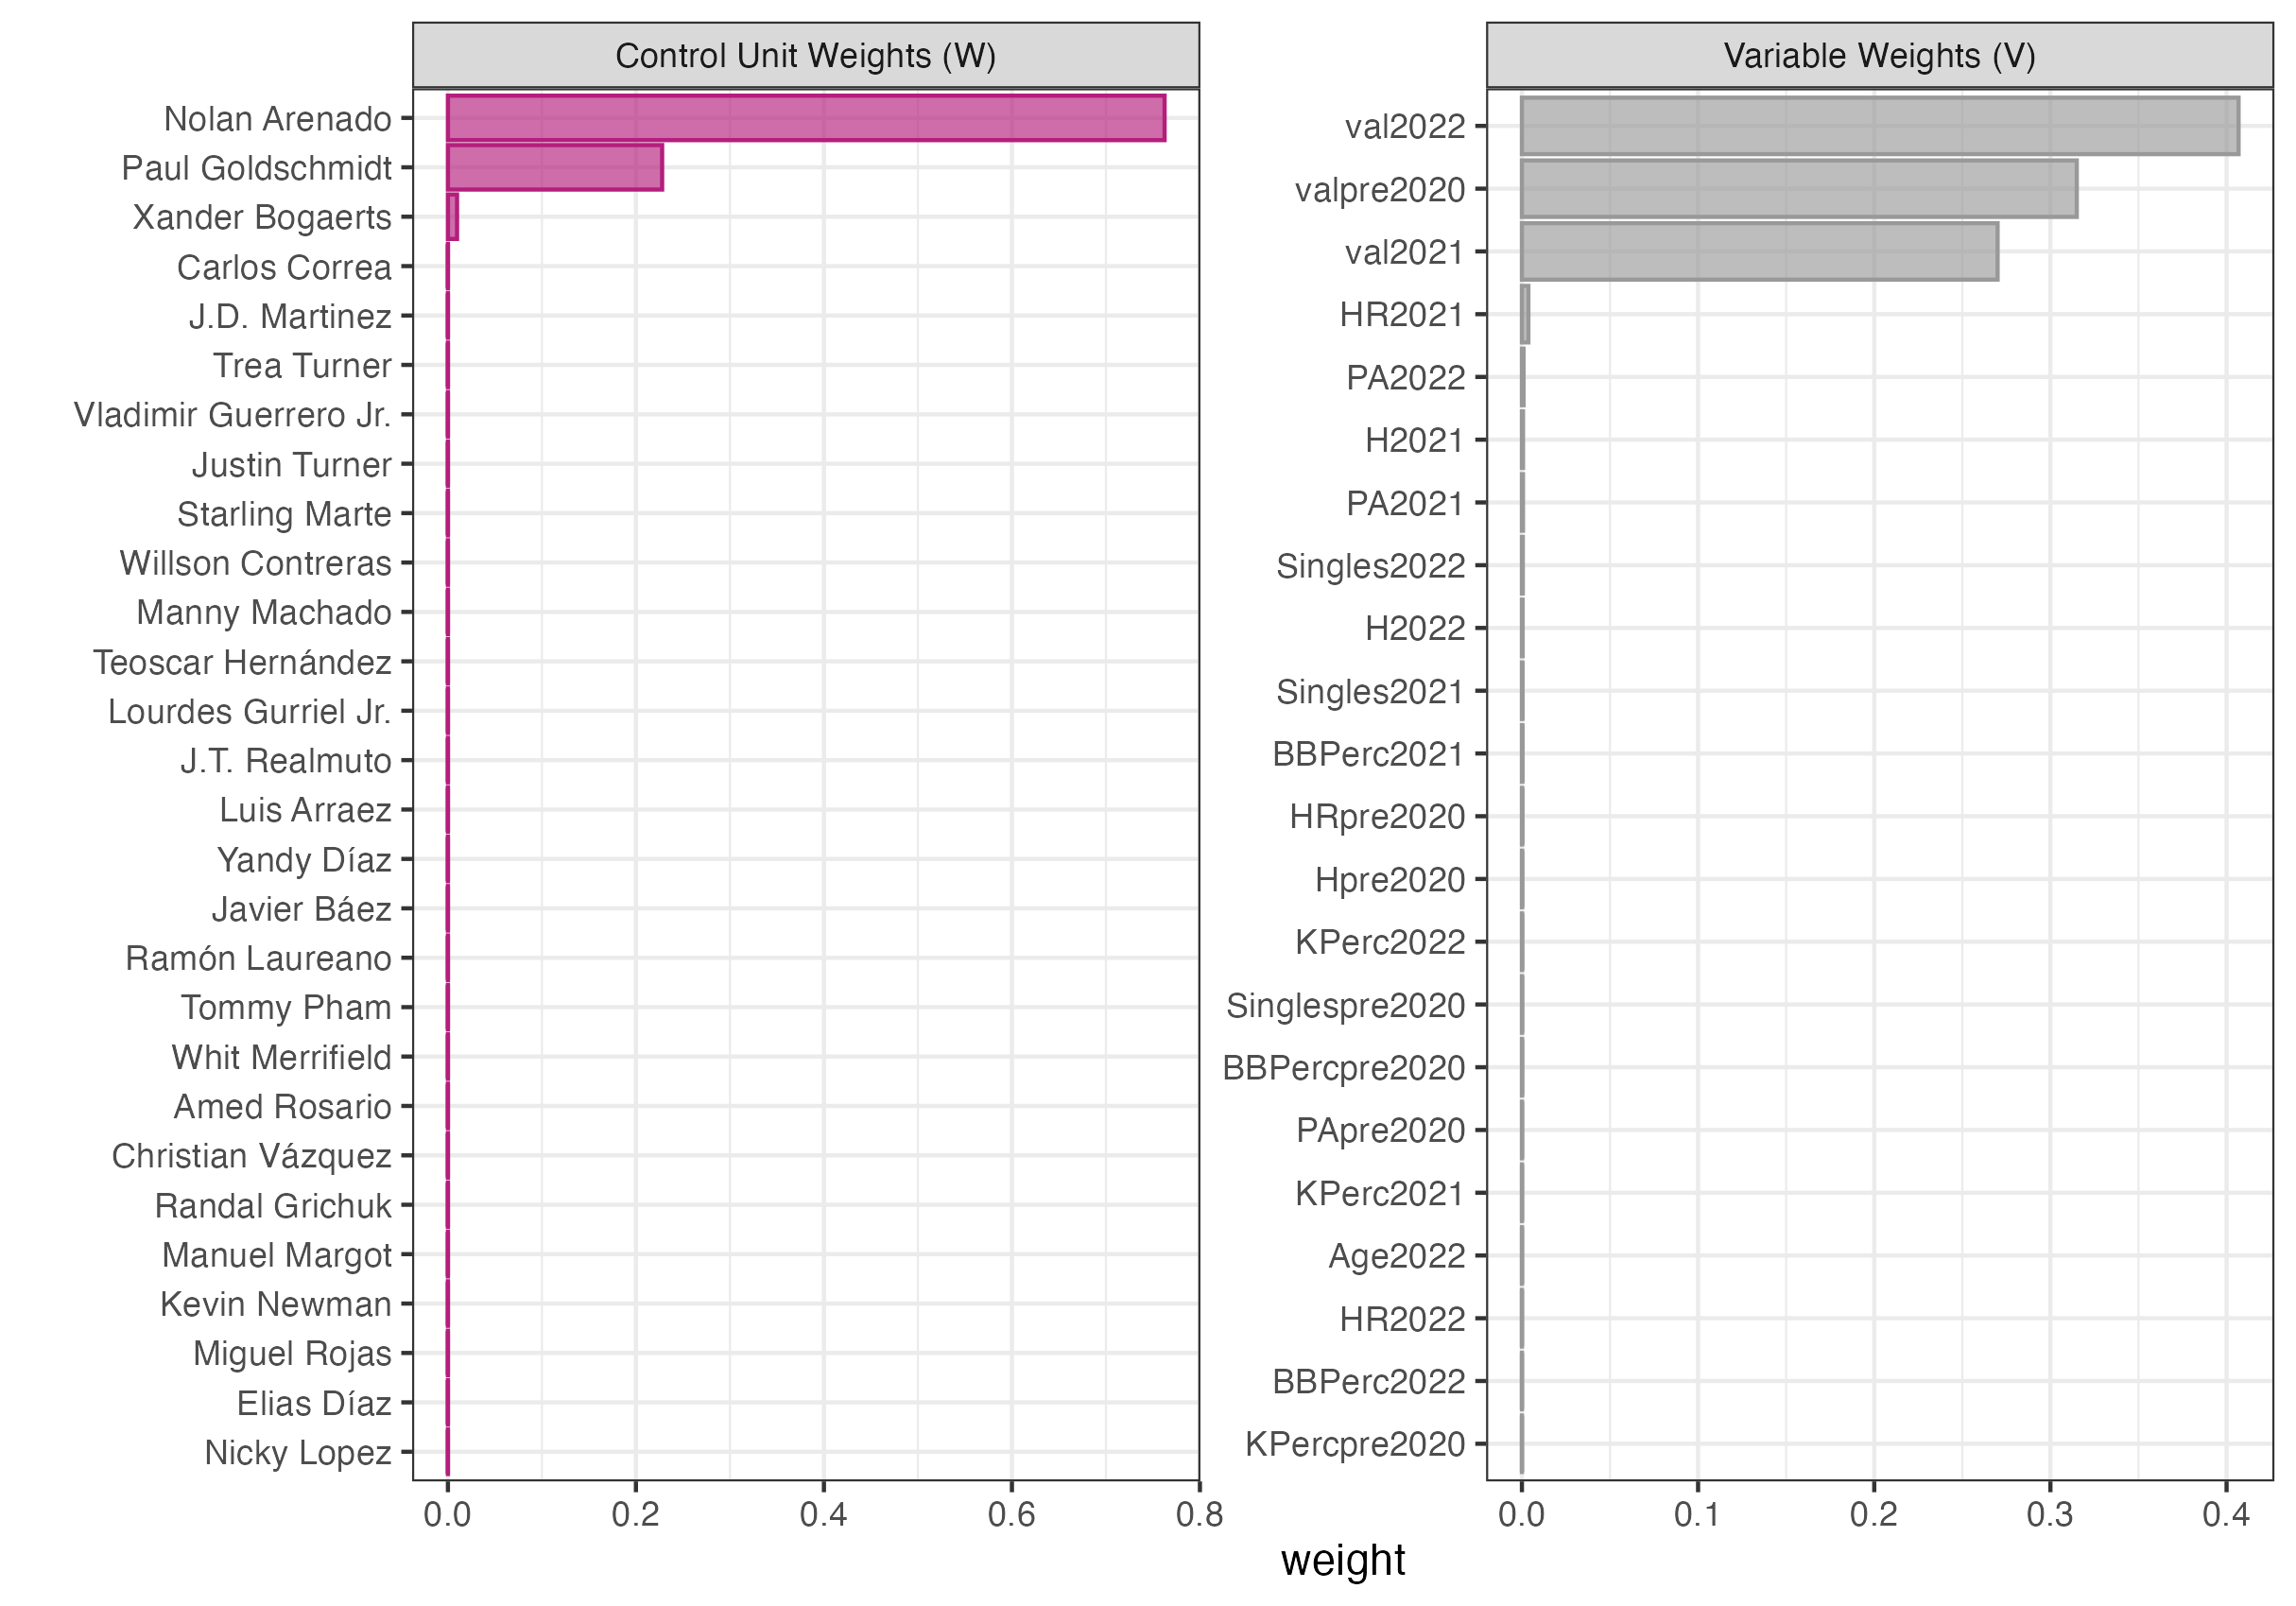 Control Unit Weights (W)
Nolan Arenado
Paul Goldschmidt
Xander Bogaerts
Carlos Correa
J.D. Martinez
Trea Turner
Vladimir Guerrero Jr.
Justin Turner
Starling Marte
Willson Contreras
Manny Machado
Teoscar Hernández
Lourdes Gurriel Jr.
J.T. Realmuto
Luis Arraez
Yandy Díaz
Javier Báez
Ramón Laureano
Tommy Pham
Whit Merrifield
Amed Rosario
Christian Vázquez
Randal Grichuk
Manuel Margot
Kevin Newman
Miguel Rojas
Elias Díaz
Nicky Lopez
0.0 0.2 0.4 0.6 0.8
Variable Weights (V)
val2022
valpre2020
val2021
HR2021
PA2022
H2021
PA2021
Singles2022
H2022
Singles2021
BBPerc2021
HRpre2020
Hpre2020
KPerc2022
Singlespre2020
BBPercpre2020
PApre2020
KPerc2021
Age2022
HR2022
BBPerc2022
KPercpre2020
0.0 0.1 0.2 0.3 0.4
weight